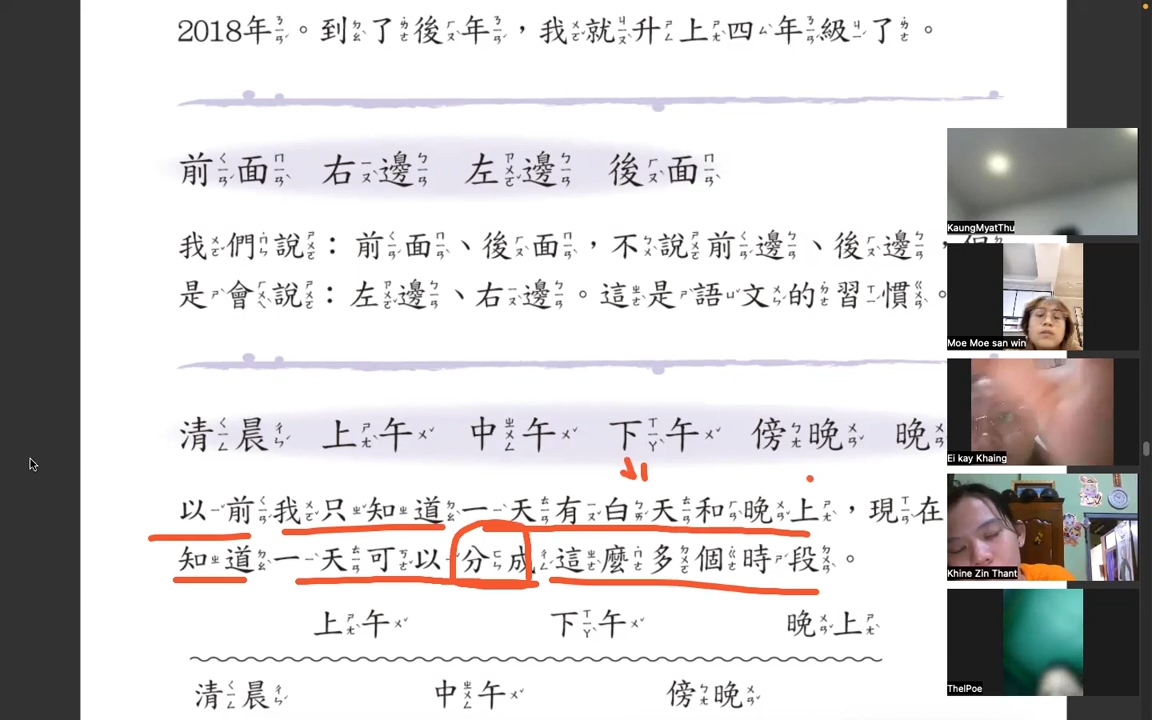 2018年。到了後年，我就升上四年級了。
前面 右邊 左邊 後面
我們說：前面、後面，不說前邊、後邊，但
是會說：左邊、右邊。這是語文的習慣。
清晨 上午 中午 下午 傍晚 晚
以前我只知道一天有白天和晚上，現在
知道一天可以分成這麼多個時段。
上午 下午 晚上
清晨 中午 傍晚
KaungMyatThu
Moe Moe san win
Ei kay Khaing
Khine Zin Thant
TheIPoe